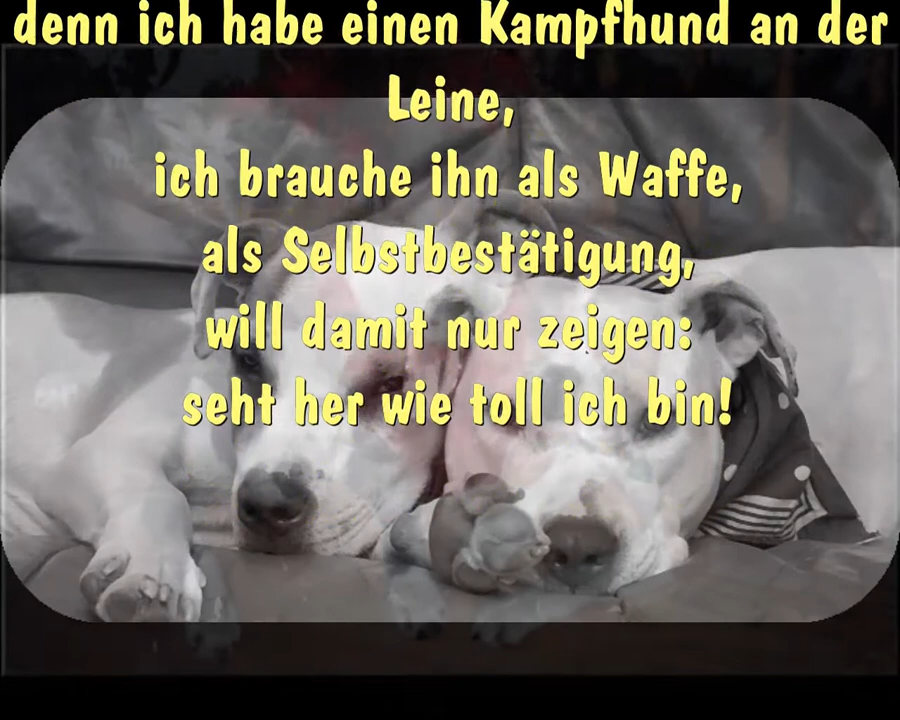 denn ich habe einen Kampfhund an der
Leine,
ich brauche ihn als Waffe,
als Selbstbestätigung,
will damit nur zeigen:
seht her wie toll ich bin!